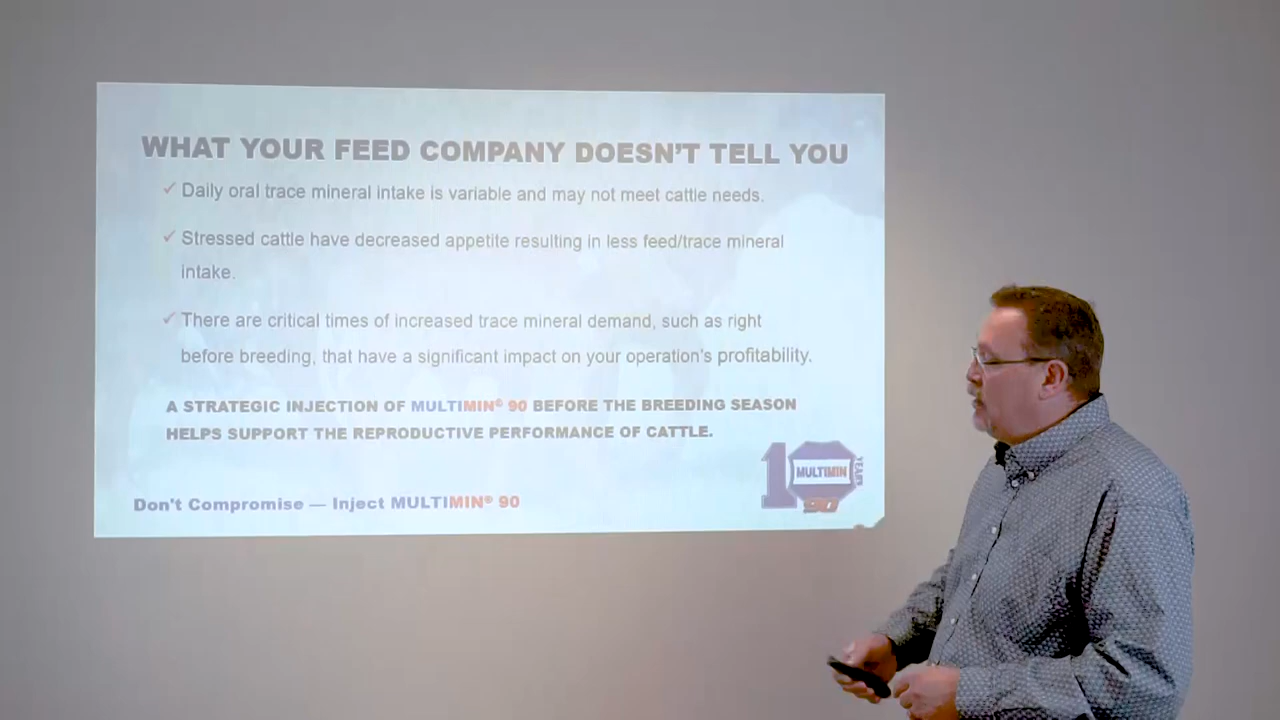 WHAT YOUR FEED COMPANY DOESN'T TELL YOU
✓ Daily oral trace mineral intake is variable and may not meet cattle needs.
✓ Stressed cattle have decreased appetite resulting in less feed/trace mineral
intake.
✓ There are critical times of increased trace mineral demand, such as right
before breeding, that have a significant impact on your operation's profitability.
A STRATEGIC INJECTION OF MULTIMIN® 90 BEFORE THE BREEDING SEASON
HELPS SUPPORT THE REPRODUCTIVE PERFORMANCE OF CATTLE.
10
MULTIMIN
90
YEARS
Don't Compromise — Inject MULTIMIN® 90